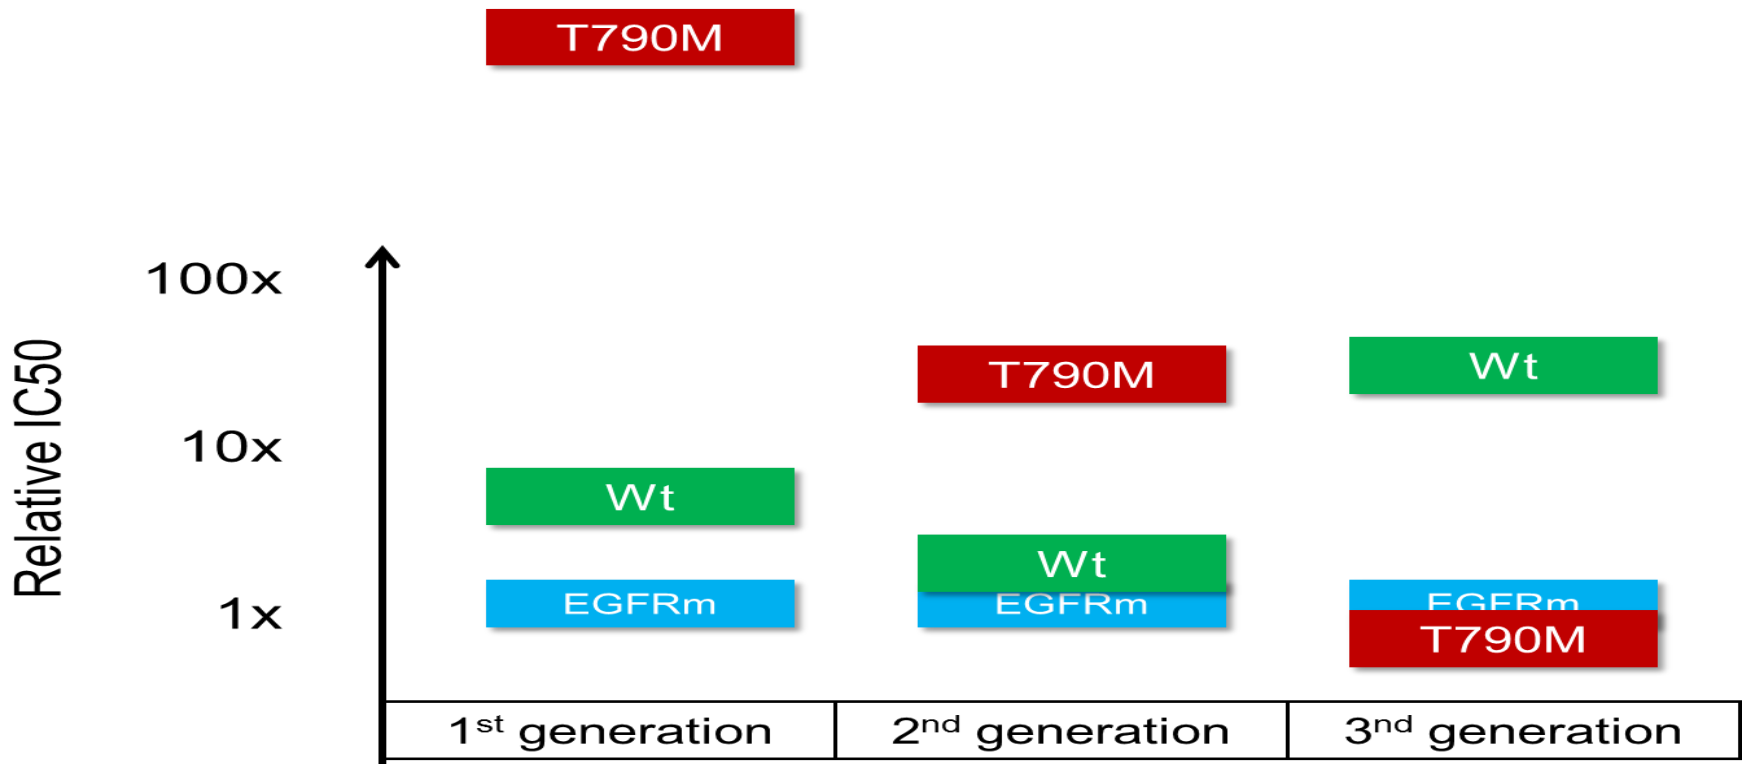 T790M
100x
Relative IC50
T790M
Wt
10x
Wt
Wt
EGFRm
EGFRm
EGFRm
1x
T790M
1st generation
2nd generation
3nd generation